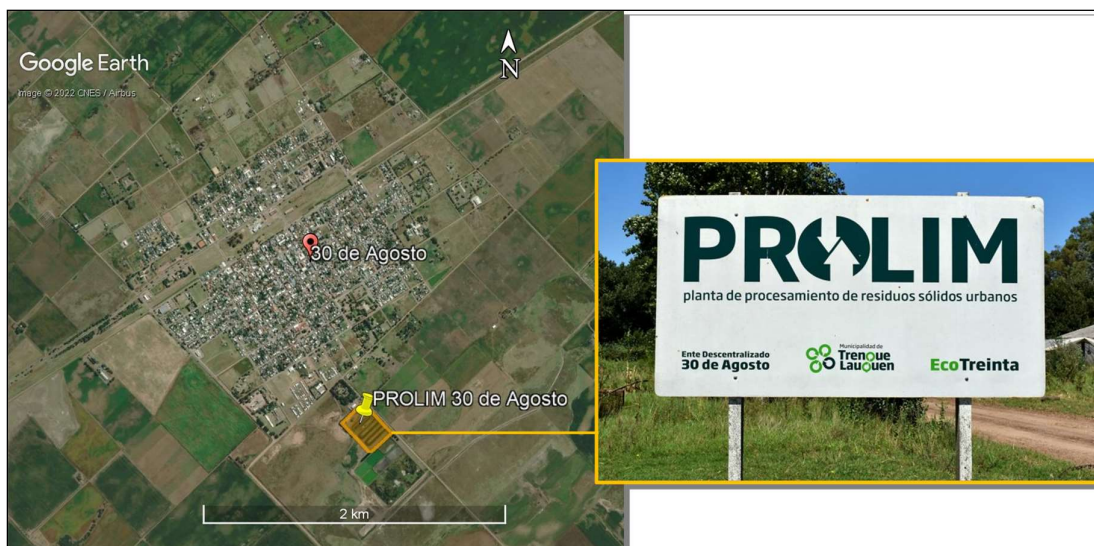 Google Earth
Image © 2022 CNES / Airbus
N
30 de Agosto
PROLIM 30 de Agosto
2 km
PROLIM
planta de procesamiento de residuos sólidos urbanos
Ente Descentralizado
30 de Agosto
Municipalidad de
Trenque
Lauquen
EcoTreinta